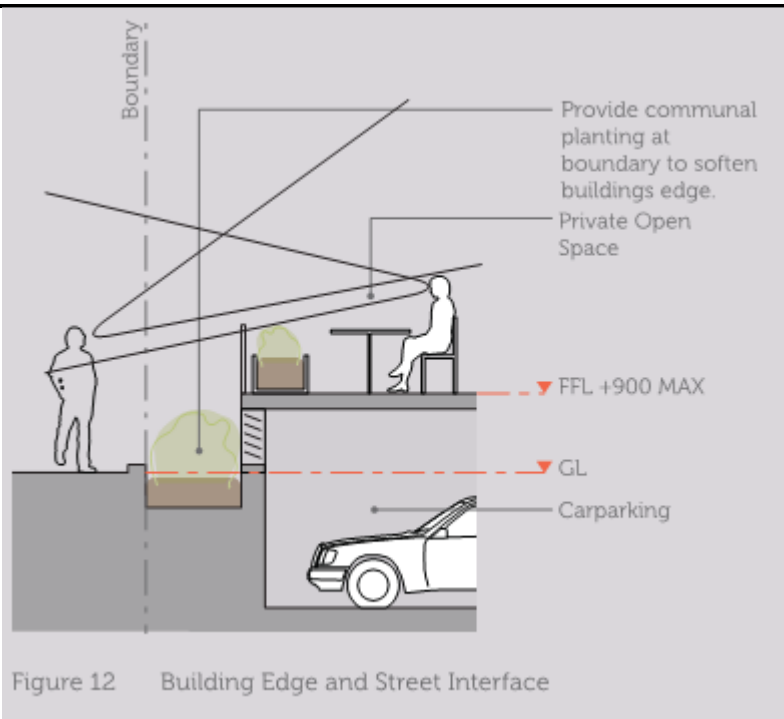 Boundary
Provide communal
planting at
boundary to soften
buildings edge.
Private Open
Space
FFL +900 MAX
GL
Carparking
Figure 12 Building Edge and Street Interface